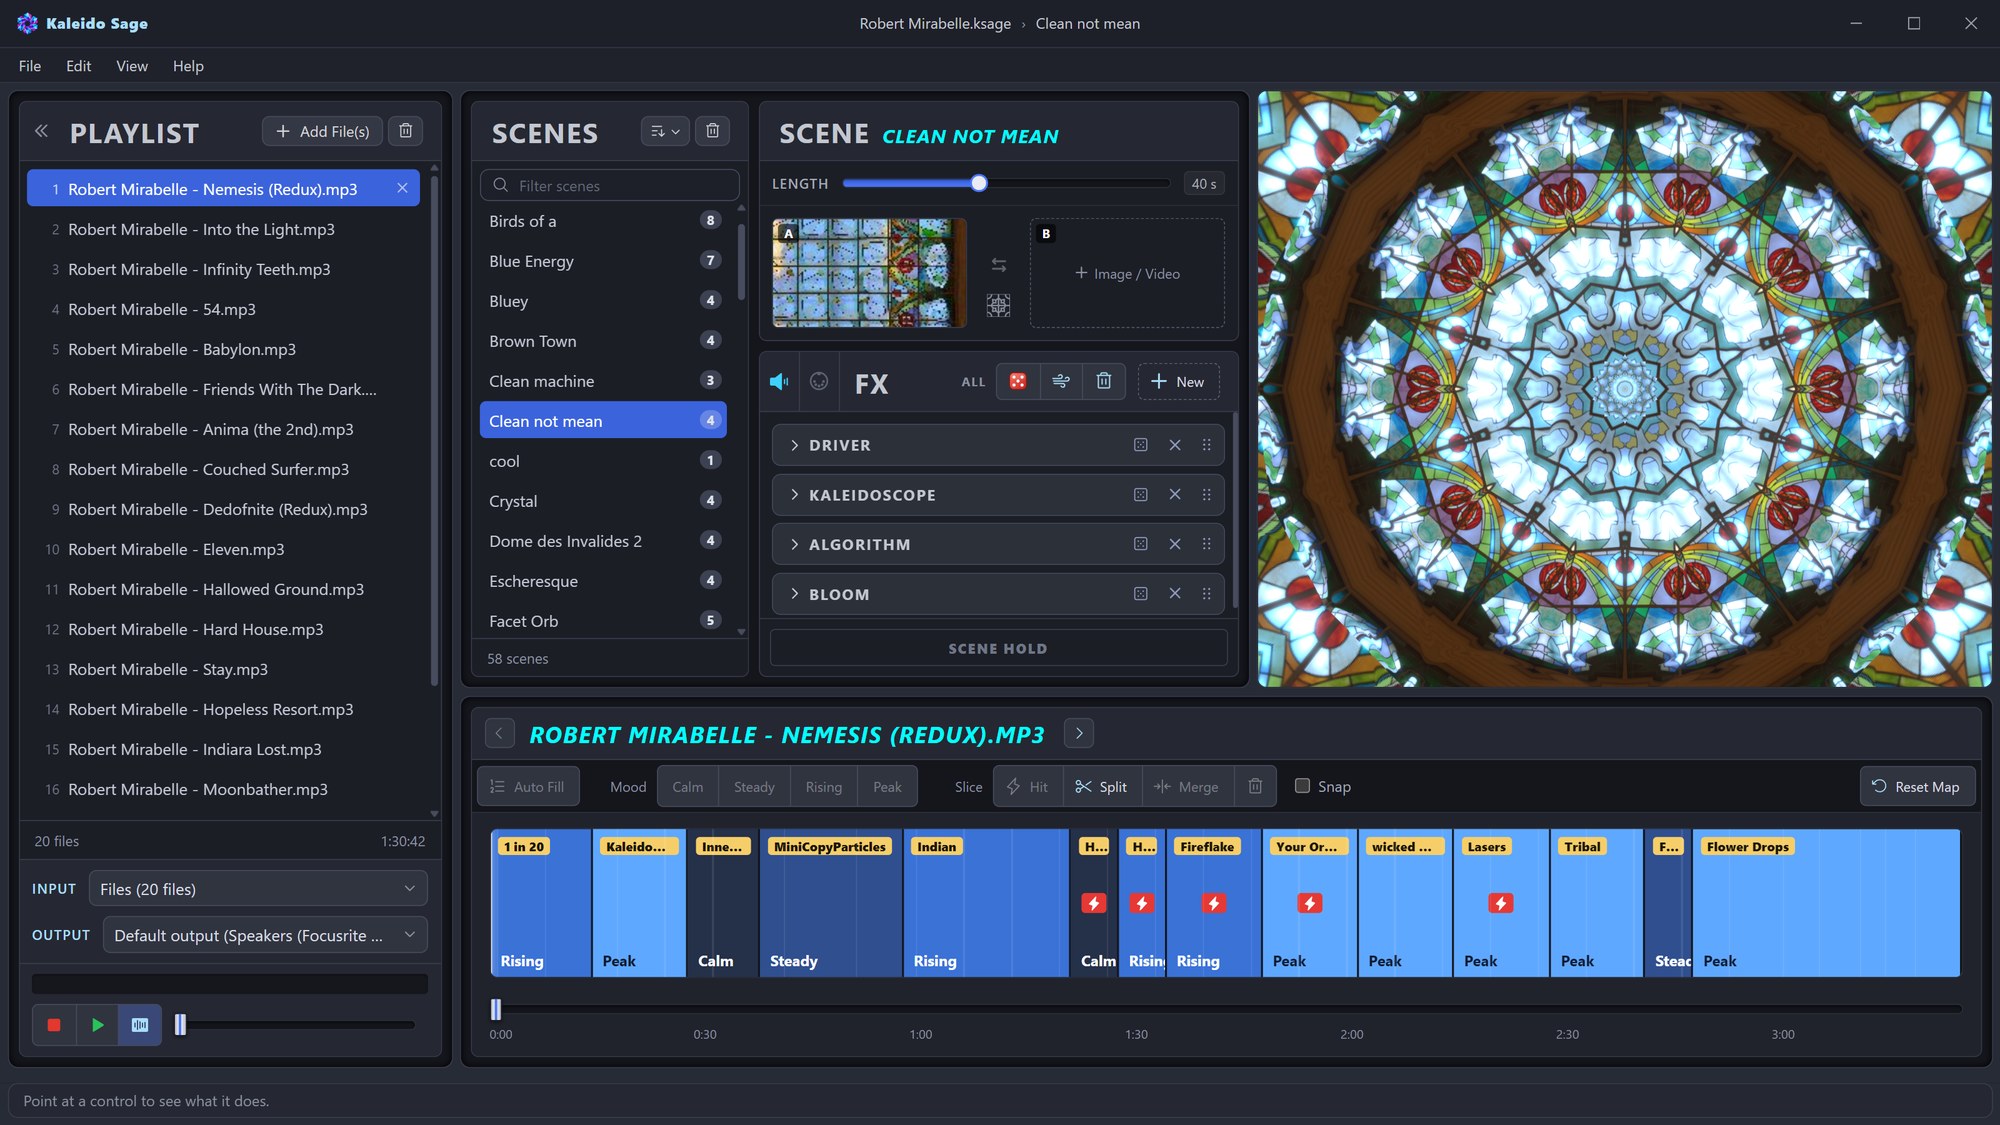 Kaleido Sage
Robert Mirabelle.ksage › Clean not mean
File Edit View Help
PLAYLIST
Add File(s)
1 Robert Mirabelle - Nemesis (Redux).mp3
2 Robert Mirabelle - Into the Light.mp3
3 Robert Mirabelle - Infinity Teeth.mp3
4 Robert Mirabelle - 54.mp3
5 Robert Mirabelle - Babylon.mp3
6 Robert Mirabelle - Friends With The Dark....
7 Robert Mirabelle - Anima (the 2nd).mp3
8 Robert Mirabelle - Couched Surfer.mp3
9 Robert Mirabelle - Dedofnite (Redux).mp3
10 Robert Mirabelle - Eleven.mp3
11 Robert Mirabelle - Hallowed Ground.mp3
12 Robert Mirabelle - Hard House.mp3
13 Robert Mirabelle - Stay.mp3
14 Robert Mirabelle - Hopeless Resort.mp3
15 Robert Mirabelle - Indiara Lost.mp3
16 Robert Mirabelle - Moonbather.mp3
20 files 1:30:42
INPUT Files (20 files)
OUTPUT Default output (Speakers (Focusrite ...
SCENES
Filter scenes
Birds of a 8
Blue Energy 7
Bluey 4
Brown Town 4
Clean machine 3
Clean not mean 4
cool 1
Crystal 4
Dome des Invalides 2 4
Escheresque 4
Facet Orb 5
58 scenes
SCENE CLEAN NOT MEAN
LENGTH 40 s
A
B
+ Image / Video
FX ALL New
DRIVER
KALEIDOSCOPE
ALGORITHM
BLOOM
SCENE HOLD
ROBERT MIRABELLE - NEMESIS (REDUX).MP3
Auto Fill Mood Calm Steady Rising Peak Slice Hit Split Merge Snap Reset Map
1 in 20 Kaleido... Inne... MiniCopyParticles Indian H... H... Fireflake Your Or... wicked ... Lasers Tribal F... Flower Drops
Rising Peak Calm Steady Rising Calm Rising Rising Peak Peak Peak Peak Stead Peak
0:00 0:30 1:00 1:30 2:00 2:30 3:00
Point at a control to see what it does.